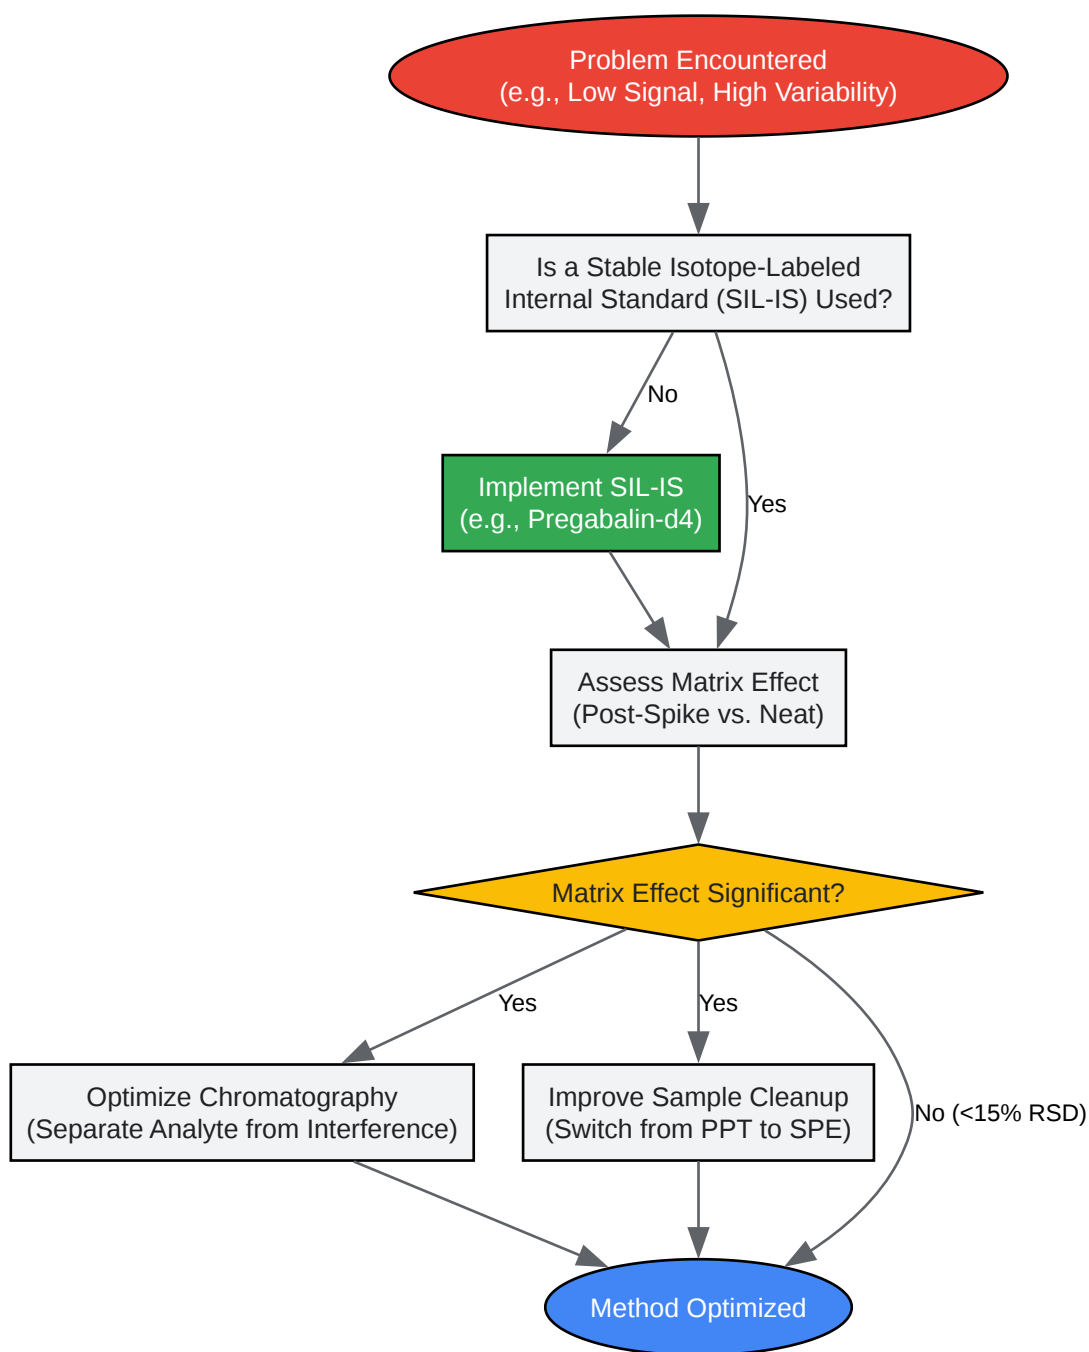 Problem Encountered
(e.g., Low Signal, High Variability)
Is a Stable Isotope-Labeled
Internal Standard (SIL-IS) Used?
No
Implement SIL-IS
(e.g., Pregabalin-d4)
Yes
Assess Matrix Effect
(Post-Spike vs. Neat)
Matrix Effect Significant?
Yes
Yes
Optimize Chromatography
(Separate Analyte from Interference)
Improve Sample Cleanup
(Switch from PPT to SPE)
No (<15% RSD)
Method Optimized